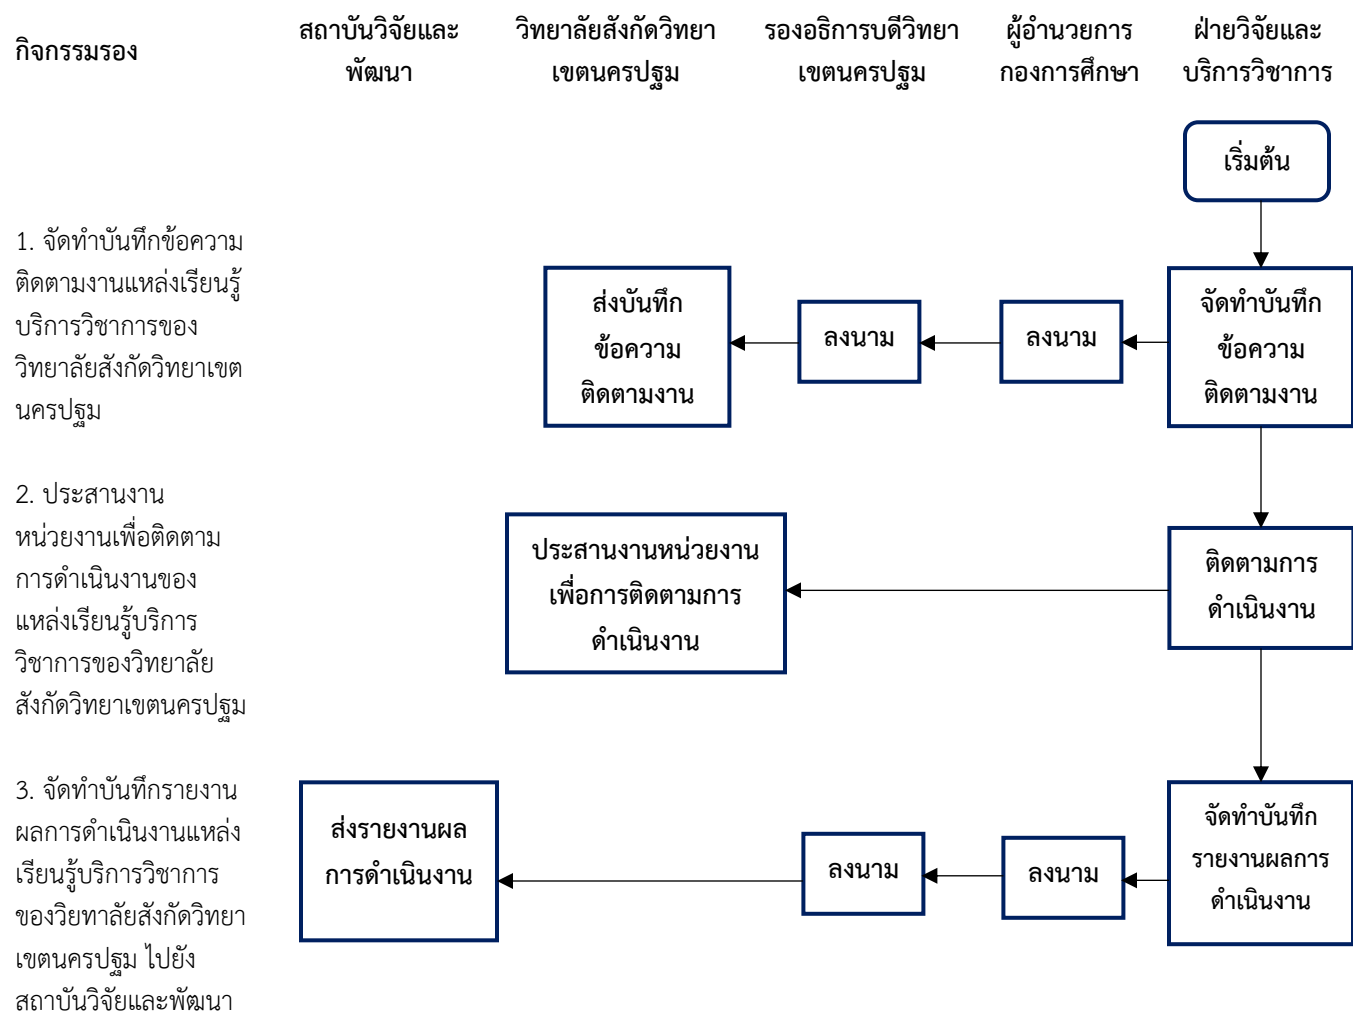 กิจกรรมรอง
สถาบันวิจัยและ
พัฒนา
วิทยาลัยสังกัดวิทยา
เขตนครปฐม
รองอธิการบดีวิทยา
เขตนครปฐม
ผู้อำนวยการ
กองการศึกษา
ฝ่ายวิจัยและ
บริการวิชาการ
เริ่มต้น
1. จัดทำบันทึกข้อความ
ติดตามงานแหล่งเรียนรู้
บริการวิชาการของ
วิทยาลัยสังกัดวิทยาเขต
นครปฐม
ส่งบันทึก
ข้อความ
ติดตามงาน
ลงนาม
ลงนาม
จัดทำบันทึก
ข้อความ
ติดตามงาน
2. ประสานงาน
หน่วยงานเพื่อติดตาม
การดำเนินงานของ
แหล่งเรียนรู้บริการ
วิชาการของวิทยาลัย
สังกัดวิทยาเขตนครปฐม
ประสานงานหน่วยงาน
เพื่อการติดตามการ
ดำเนินงาน
ติดตามการ
ดำเนินงาน
3. จัดทำบันทึกรายงาน
ผลการดำเนินงานแหล่ง
เรียนรู้บริการวิชาการ
ของวิยทาลัยสังกัดวิทยา
เขตนครปฐม ไปยัง
สถาบันวิจัยและพัฒนา
ส่งรายงานผล
การดำเนินงาน
ลงนาม
ลงนาม
จัดทำบันทึก
รายงานผลการ
ดำเนินงาน